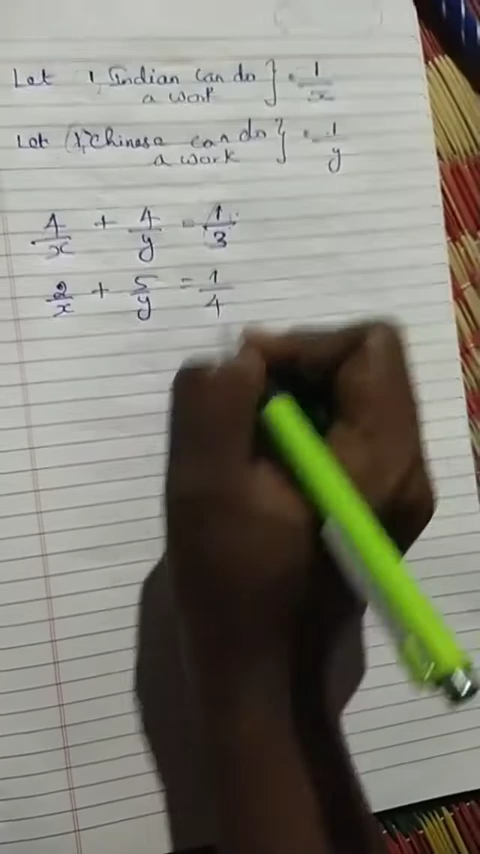 Let 1, Indian can do } = 1/x
a work
Let (1) Chinese can do } = 1/y
a work
4/x + 4/y = 1/3
2/x + 5/y = 1/4